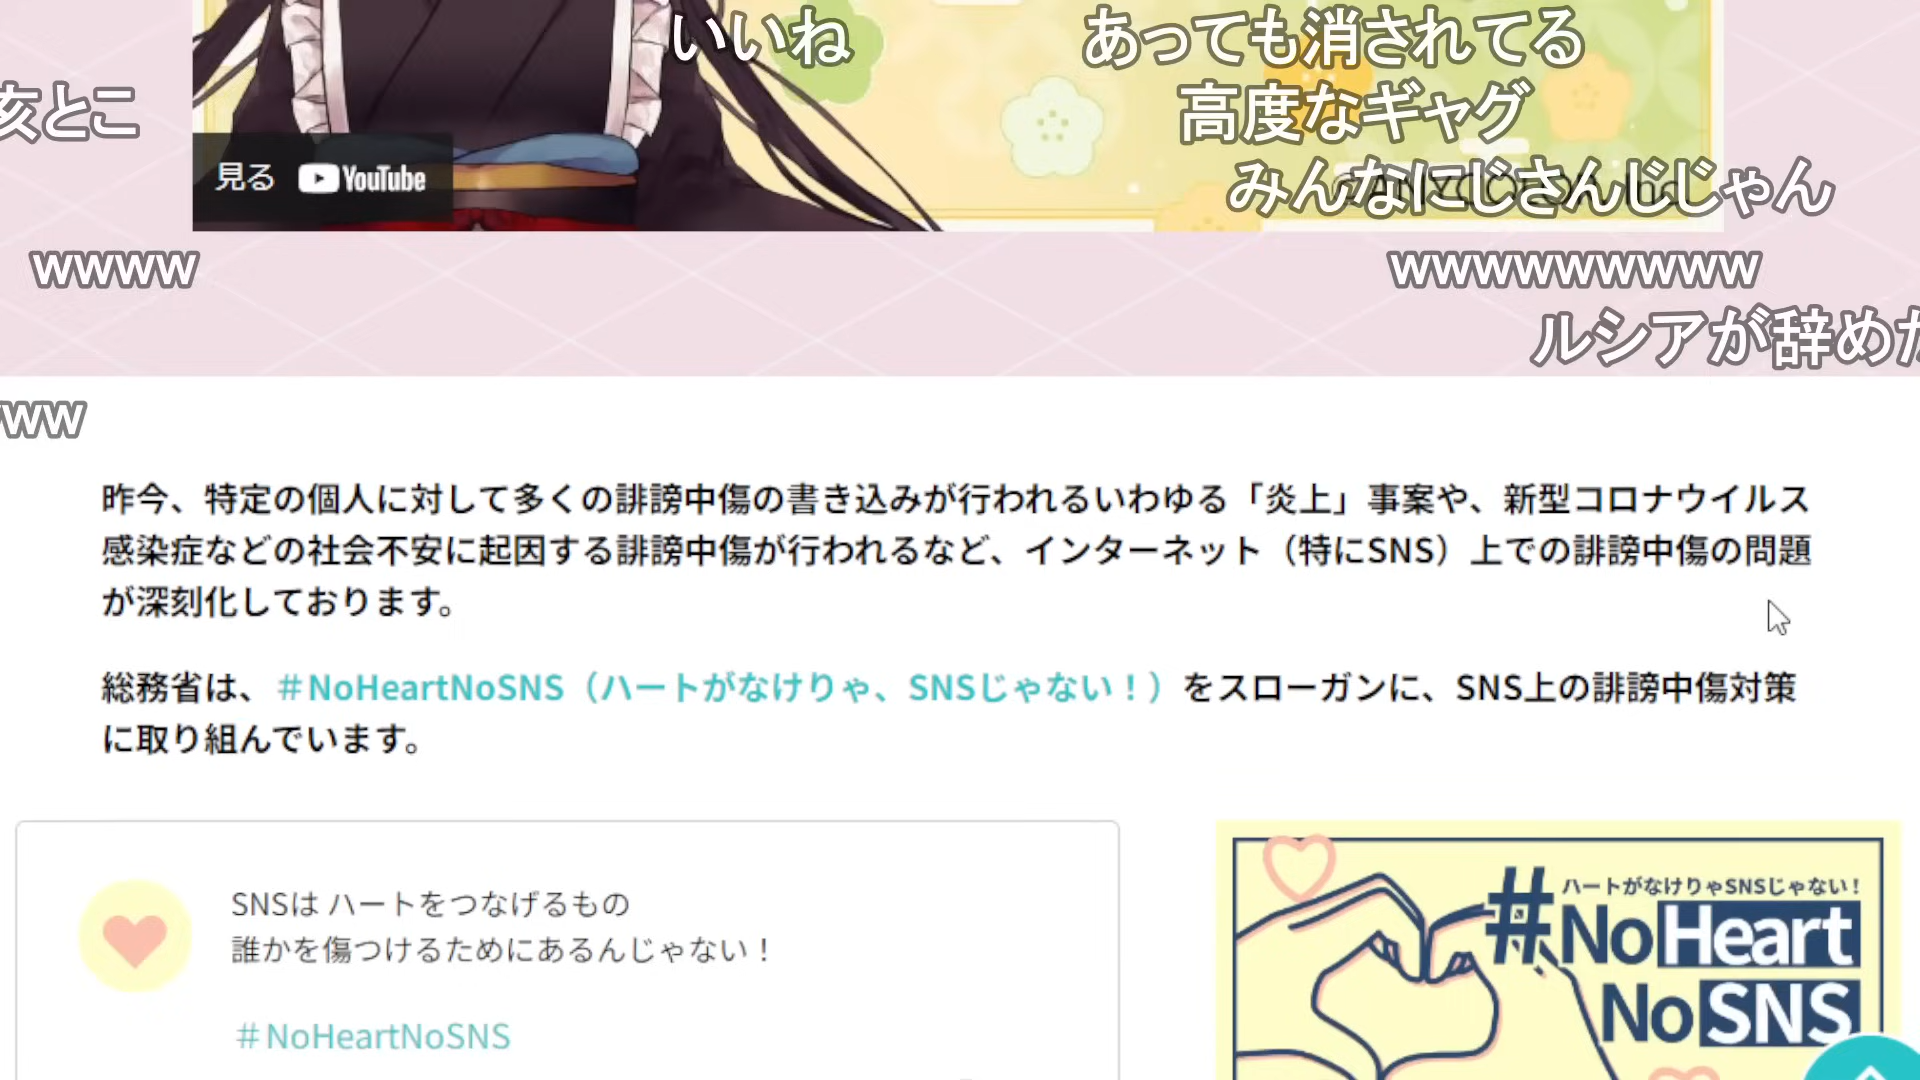 いいね
あっても消されてる
亥とこ
高度なギャグ
みんなにじさんじじゃん
見る YouTube
wwww
wwwwwwwww
ルシアが辞めた
ww
昨今、特定の個人に対して多くの誹謗中傷の書き込みが行われるいわゆる「炎上」事案や、新型コロナウイルス
感染症などの社会不安に起因する誹謗中傷が行われるなど、インターネット（特にSNS）上での誹謗中傷の問題
が深刻化しております。
総務省は、＃NoHeartNoSNS（ハートがなけりゃ、SNSじゃない！）をスローガンに、SNS上の誹謗中傷対策
に取り組んでいます。
SNSは ハートをつなげるもの
誰かを傷つけるためにあるんじゃない！
＃NoHeartNoSNS
ハートがなけりゃSNSじゃない！
#NoHeart
NoSNS